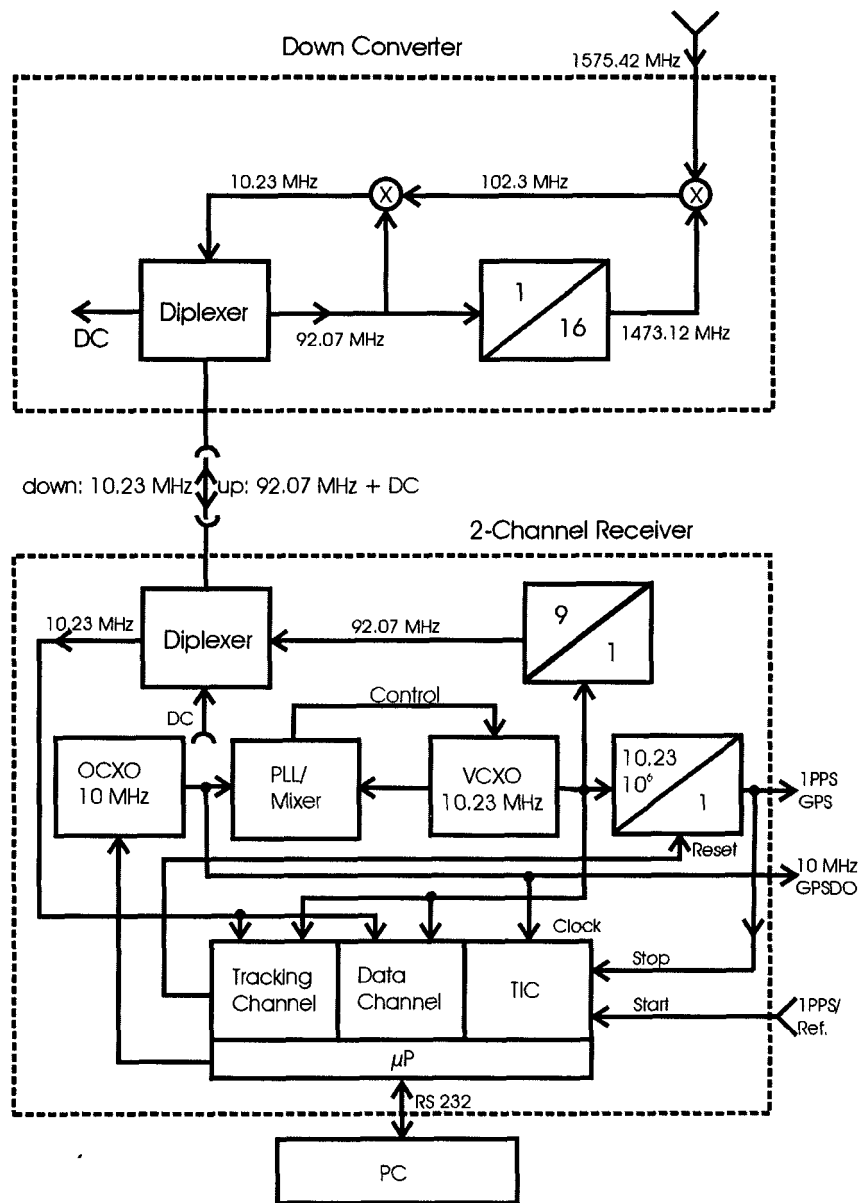 Down Converter
1575.42 MHz
10.23 MHz
102.3 MHz
X
X
Diplexer
DC
92.07 MHz
1
16
1473.12 MHz
down: 10.23 MHz
up: 92.07 MHz + DC
2-Channel Receiver
10.23 MHz
Diplexer
92.07 MHz
9
1
DC
Control
OCXO
10 MHz
PLL/
Mixer
VCXO
10.23 MHz
10.23
10⁶
1
1PPS
GPS
Reset
10 MHz
GPSDO
Clock
Tracking
Channel
Data
Channel
TIC
Stop
Start
1PPS/
Ref.
µP
RS 232
PC